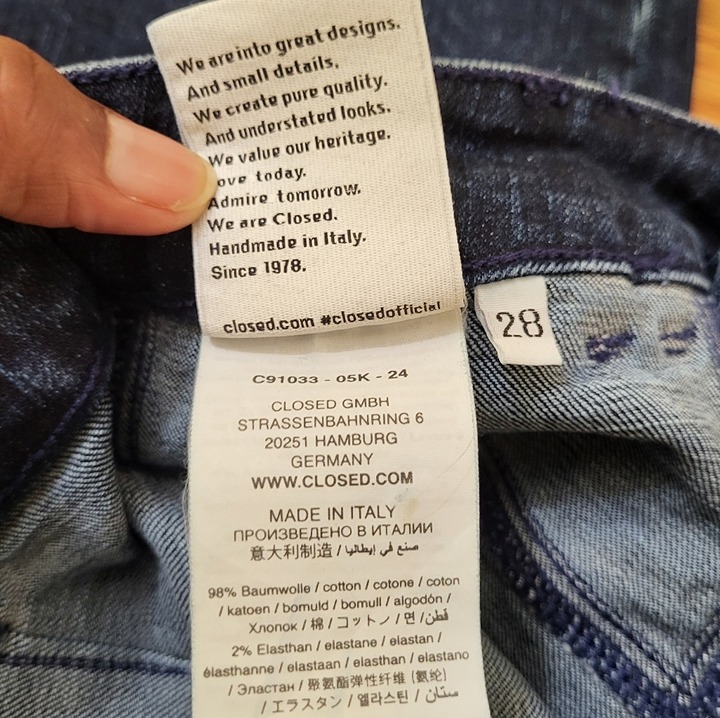 We are into great designs.
And small details.
We create pure quality.
And understated looks.
We value our heritage.
ove today.
Admire tomorrow.
We are Closed.
Handmade in Italy.
Since 1978.
closed.com #closedofficial
28
C91033 - 05K - 24
CLOSED GMBH
STRASSENBAHNRING 6
20251 HAMBURG
GERMANY
WWW.CLOSED.COM
MADE IN ITALY
ПРОИЗВЕДЕНО В ИТАЛИИ
意大利制造 / صنع في إيطاليا
98% Baumwolle / cotton / cotone / coton
/ katoen / bomuld / bomull / algodón /
Хлопок / 棉 / コットン / 면 / قطن
2% Elasthan / elastane / elastan /
élasthanne / elastaan / elasthan / elastano
/ Эластан / 聚氨酯弹性纤维 (氨纶)
/ エラスタン / 엘라스틴 / ستان